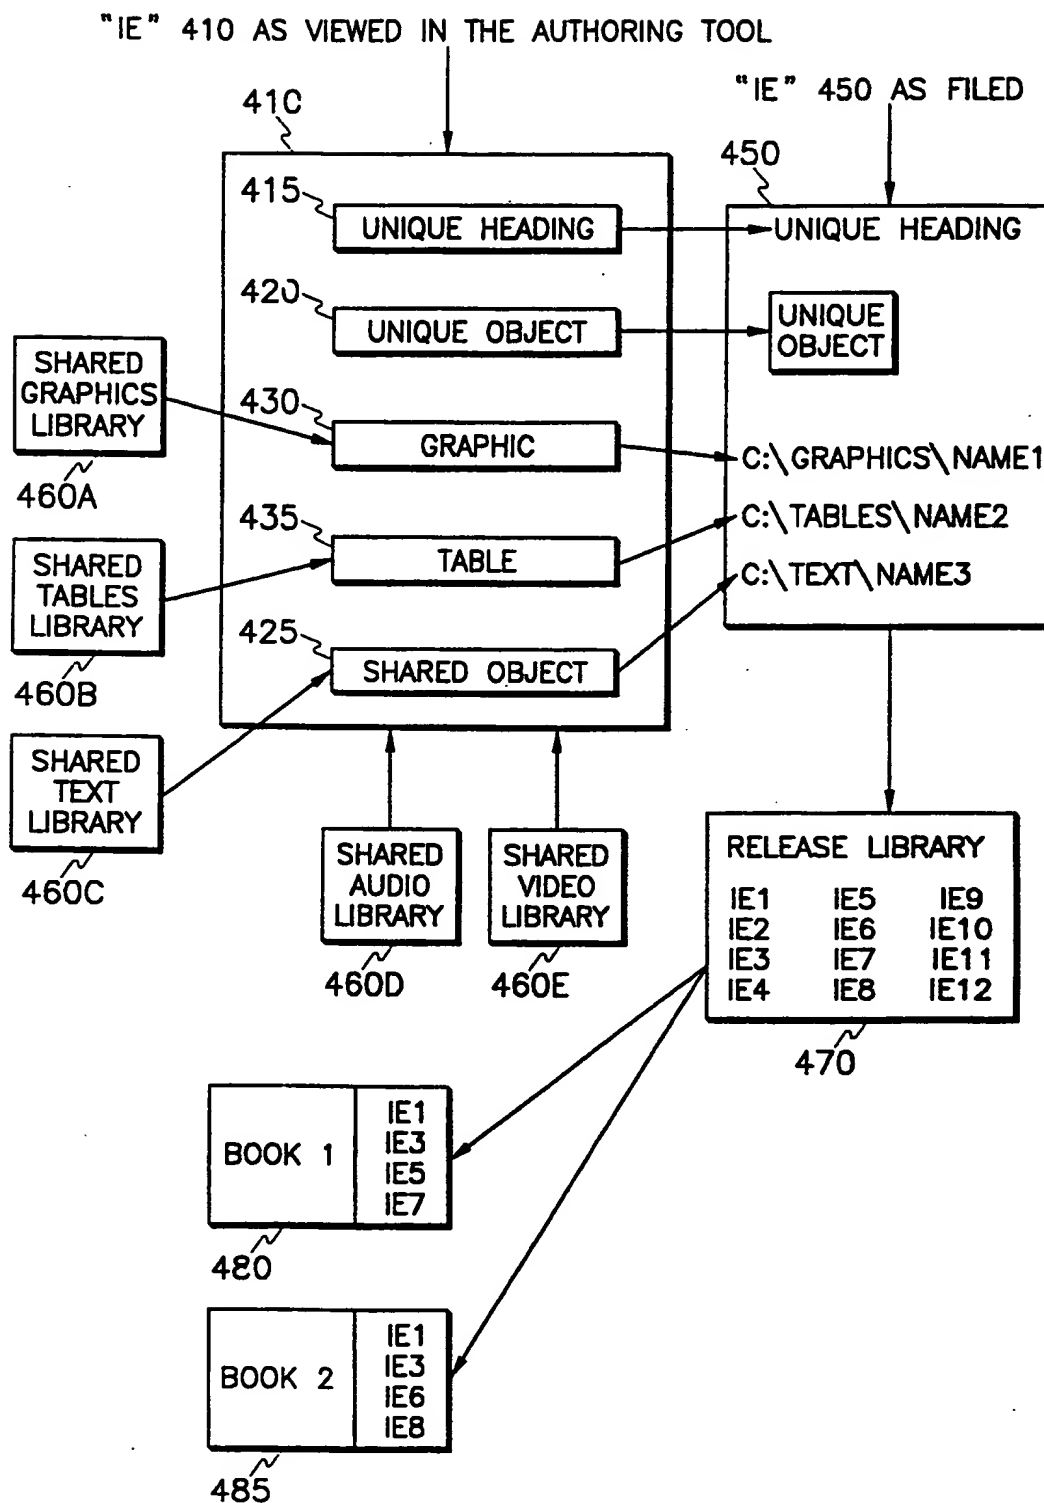 "IE" 410 AS VIEWED IN THE AUTHORING TOOL
"IE" 450 AS FILED
410
450
415
UNIQUE HEADING
UNIQUE HEADING
420
UNIQUE OBJECT
UNIQUE
OBJECT
SHARED
GRAPHICS
LIBRARY
460A
430
GRAPHIC
C:\GRAPHICS\NAME1
435
TABLE
C:\TABLES\NAME2
SHARED
TABLES
LIBRARY
460B
425
SHARED OBJECT
C:\TEXT\NAME3
SHARED
TEXT
LIBRARY
460C
SHARED
AUDIO
LIBRARY
460D
SHARED
VIDEO
LIBRARY
460E
RELEASE LIBRARY
IE1 IE5 IE9
IE2 IE6 IE10
IE3 IE7 IE11
IE4 IE8 IE12
470
BOOK 1
IE1
IE3
IE5
IE7
480
BOOK 2
IE1
IE3
IE6
IE8
485